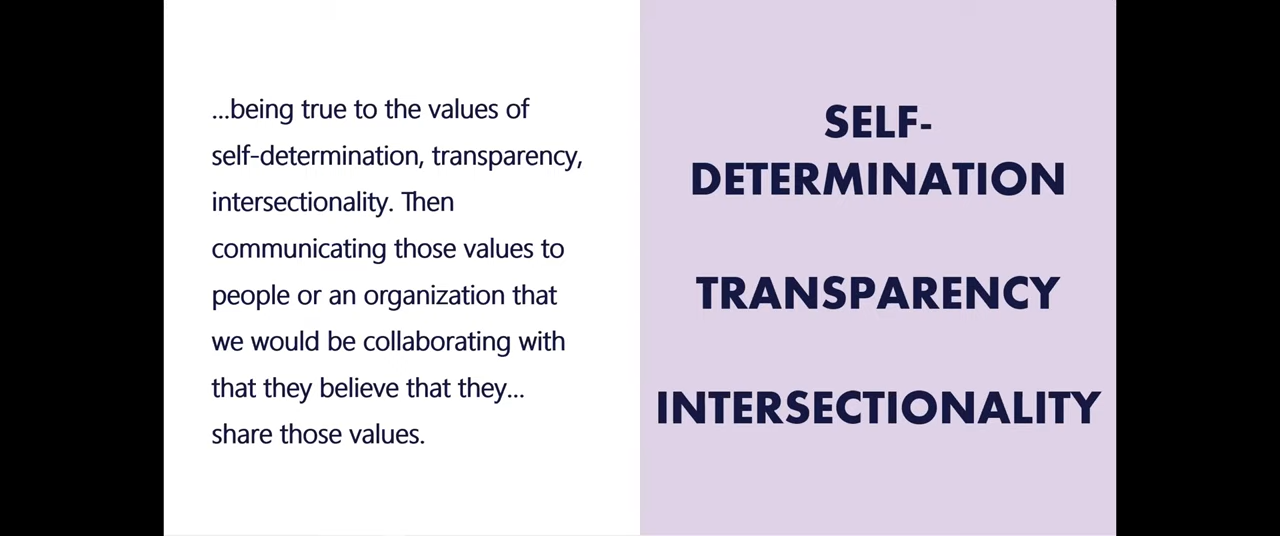 ...being true to the values of
self-determination, transparency,
intersectionality. Then
communicating those values to
people or an organization that
we would be collaborating with
that they believe that they...
share those values.
SELF-
DETERMINATION
TRANSPARENCY
INTERSECTIONALITY